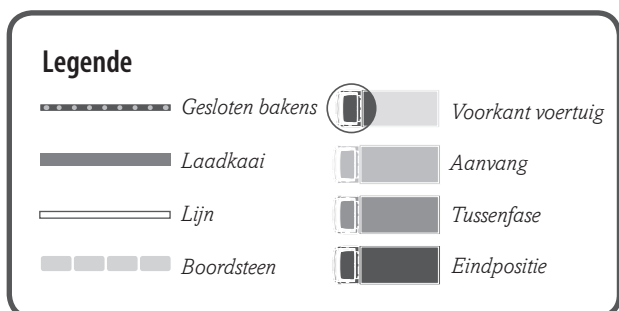 Legende
Gesloten bakens
Laadkaai
Lijn
Boordsteen
Voorkant voertuig
Aanvang
Tussenfase
Eindpositie